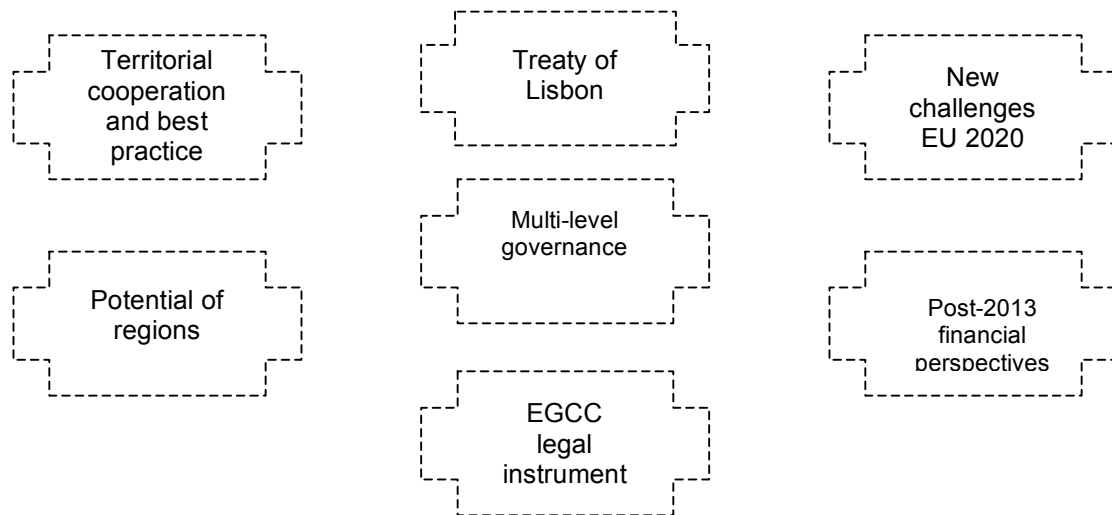 Territorial
cooperation
and best
practice
Treaty of
Lisbon
New
challenges
EU 2020
Multi-level
governance
Potential of
regions
Post-2013
financial
perspectives
EGCC
legal
instrument